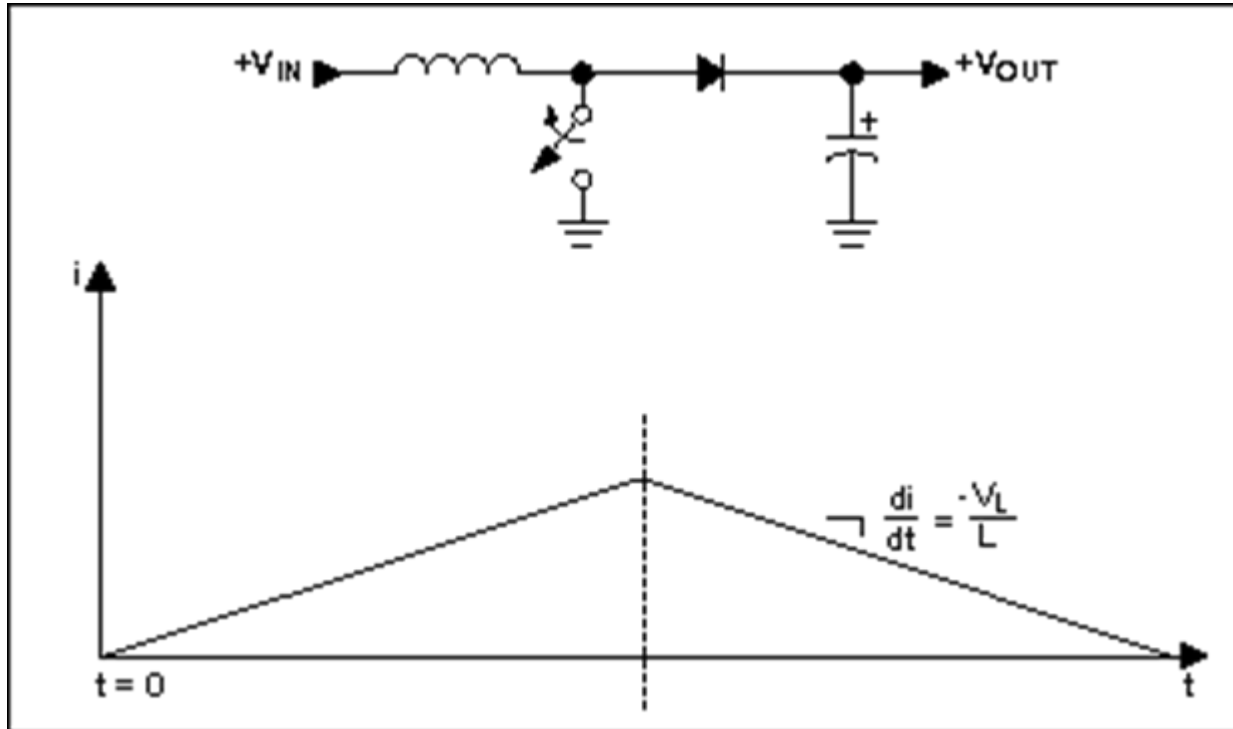 +VIN
+VOUT
+
i
di/dt = -VL/L
t = 0
t